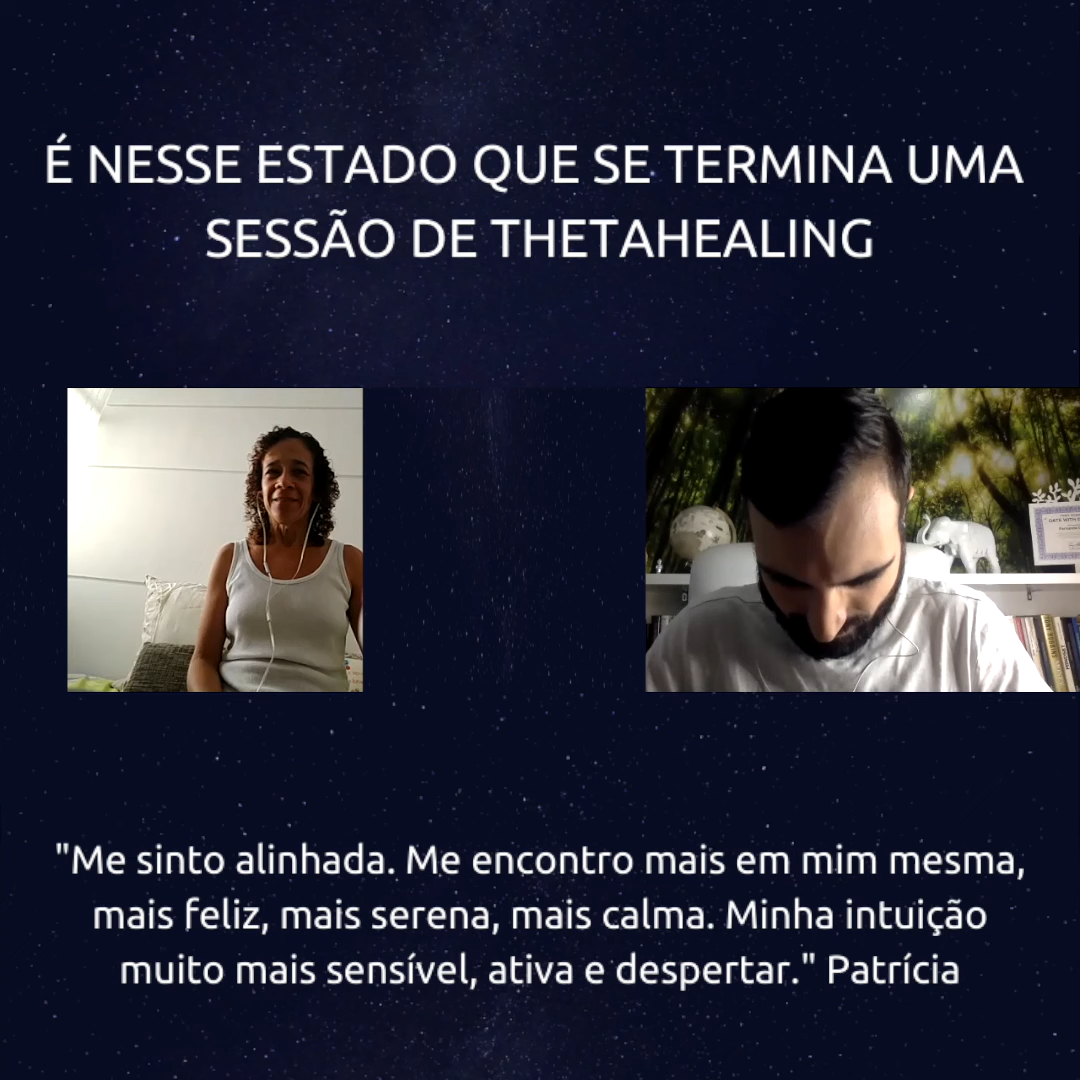 É NESSE ESTADO QUE SE TERMINA UMA
SESSÃO DE THETAHEALING
"Me sinto alinhada. Me encontro mais em mim mesma,
mais feliz, mais serena, mais calma. Minha intuição
muito mais sensível, ativa e despertar." Patrícia